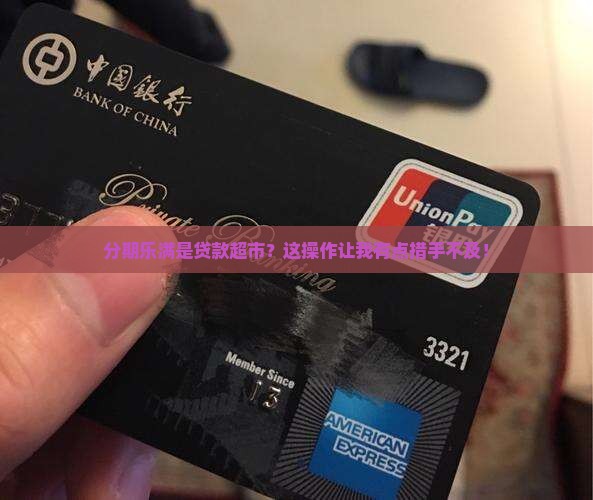 中国银行
BANK OF CHINA
UnionPay
银联
Private Banking
分期乐满是贷款超市？这操作让我有点措手不及！
3321
Member Since
13
AMERICAN
EXPRESS